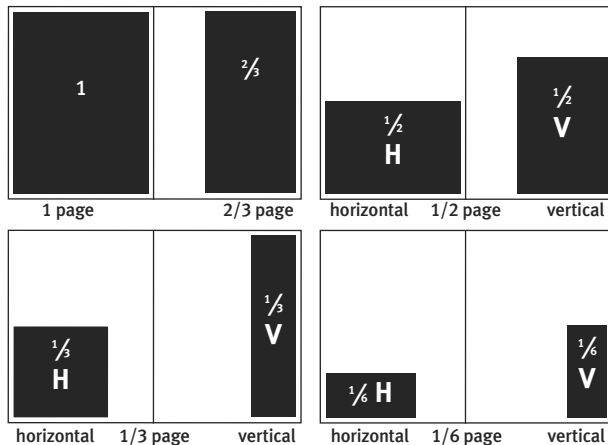 1
⅔
1 page
2/3 page
½
H
½
V
horizontal 1/2 page vertical
⅓
H
⅓
V
horizontal 1/3 page vertical
⅙ H
⅙
V
horizontal 1/6 page vertical